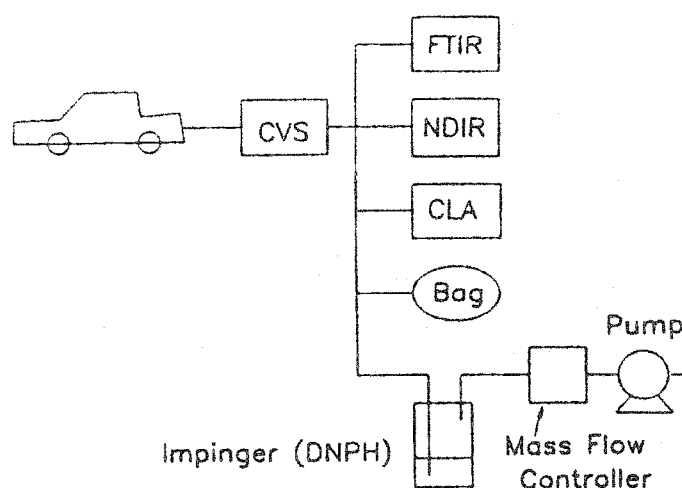 FTIR
CVS
NDIR
CLA
Bag
Pump
Impinger (DNPH)
Mass Flow
Controller